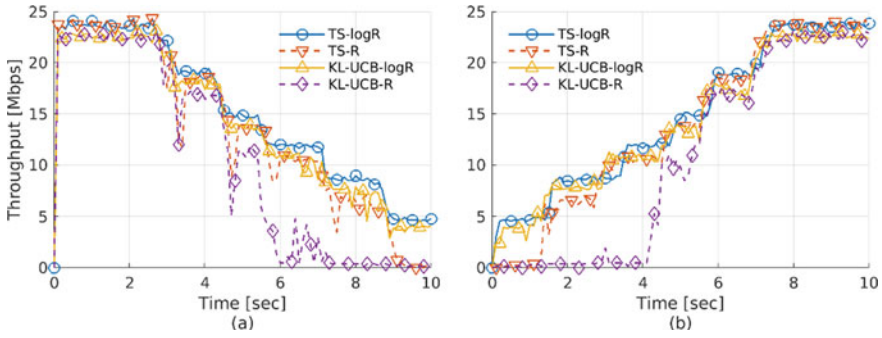 Throughput [Mbps]
25
20
15
10
5
0
TS-logR
TS-R
KL-UCB-logR
KL-UCB-R
0 2 4 6 8 10
Time [sec]
(a)
25
20
15
10
5
0
TS-logR
TS-R
KL-UCB-logR
KL-UCB-R
0 2 4 6 8 10
Time [sec]
(b)